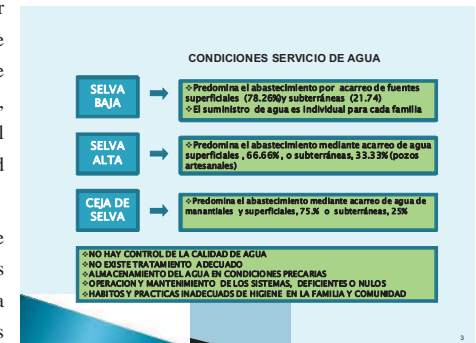 CONDICIONES SERVICIO DE AGUA
SELVA
BAJA
❖Predomina el abastecimiento por acarreo de fuentes
superficiales (78.26%)y subterráneas (21.74)
❖El suministro de agua es individual para cada familia
SELVA
ALTA
❖Predomina el abastecimiento mediante acarreo de agua
superficiales , 66.66% , o subterráneas, 33.33% (pozos
artesanales)
CEJA DE
SELVA
❖Predomina el abastecimiento mediante acarreo de agua de
manantiales y superficiales, 75.% o subterráneas, 25%
❖NO HAY CONTROL DE LA CALIDAD DE AGUA
❖NO EXISTE TRATAMIENTO ADECUADO
❖ALMACENAMIENTO DEL AGUA EN CONDICIONES PRECARIAS
❖OPERACION Y MANTENIMIENTO DE LOS SISTEMAS, DEFICIENTES O NULOS
❖HABITOS Y PRACTICAS INADECUADS DE HIGIENE EN LA FAMILIA Y COMUNIDAD
3